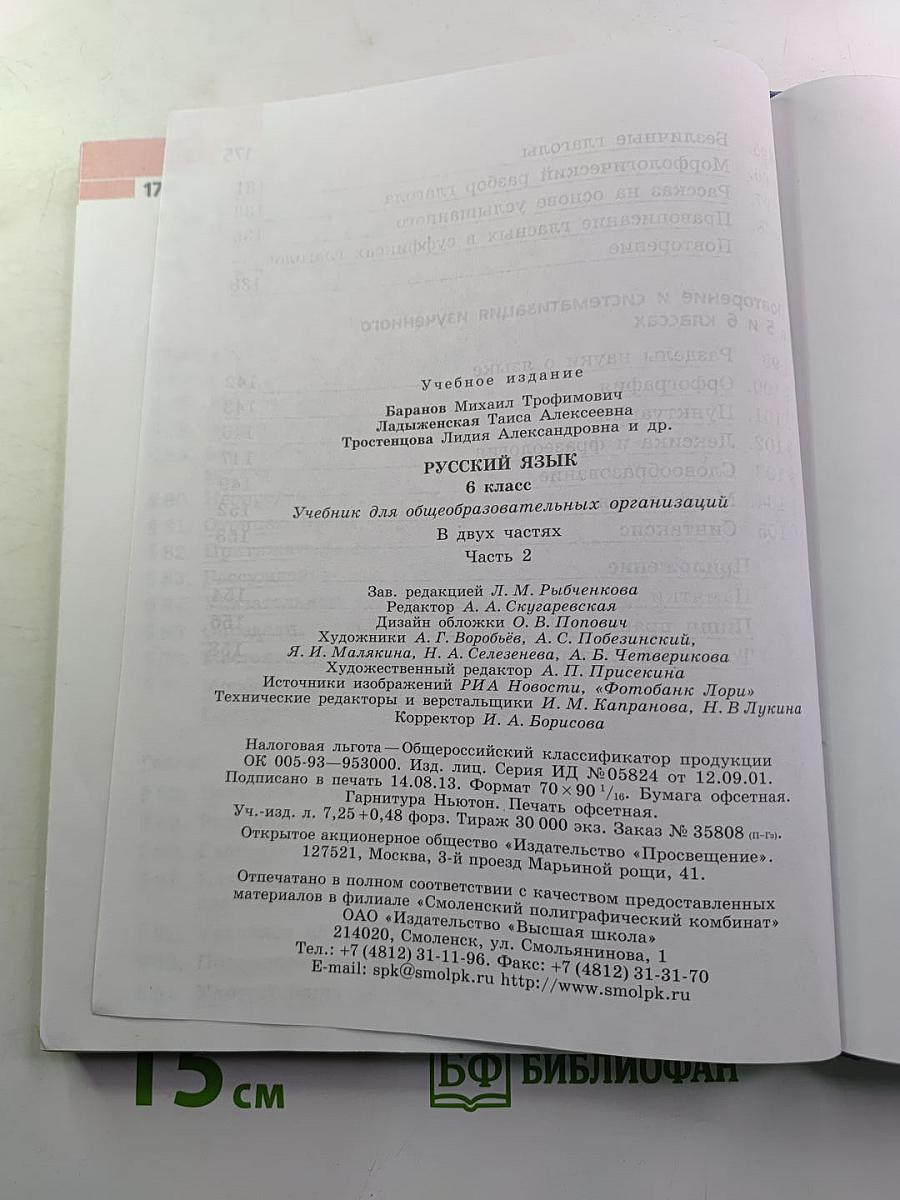 17
Учебное издание
Баранов Михаил Трофимович
Ладыженская Таиса Алексеевна
Тростенцова Лидия Александровна и др.
РУССКИЙ ЯЗЫК
6 класс
Учебник для общеобразовательных организаций
В двух частях
Часть 2
Зав. редакцией Л. М. Рыбченкова
Редактор А. А. Скугаревская
Дизайн обложки О. В. Попович
Художники А. Г. Воробьёв, А. С. Побезинский,
Я. И. Малякина, Н. А. Селезенева, А. Б. Четверикова
Художественный редактор А. П. Присекина
Источники изображений РИА Новости, «Фотобанк Лори»
Технические редакторы и верстальщики И. М. Капранова, Н. В Лукина
Корректор И. А. Борисова
Налоговая льгота — Общероссийский классификатор продукции
ОК 005-93—953000. Изд. лиц. Серия ИД № 05824 от 12.09.01.
Подписано в печать 14.08.13. Формат 70 × 90 1/16. Бумага офсетная.
Гарнитура Ньютон. Печать офсетная.
Уч.-изд. л. 7,25 + 0,48 форз. Тираж 30 000 экз. Заказ № 35808 (п-Гз).
Открытое акционерное общество «Издательство «Просвещение».
127521, Москва, 3-й проезд Марьиной рощи, 41.
Отпечатано в полном соответствии с качеством предоставленных
материалов в филиале «Смоленский полиграфический комбинат»
ОАО «Издательство «Высшая школа»
214020, Смоленск, ул. Смольянинова, 1
Тел.: +7 (4812) 31-11-96. Факс: +7 (4812) 31-31-70
E-mail: spk@smolpk.ru http://www.smolpk.ru
15 см
БФ БИБЛИОФАН